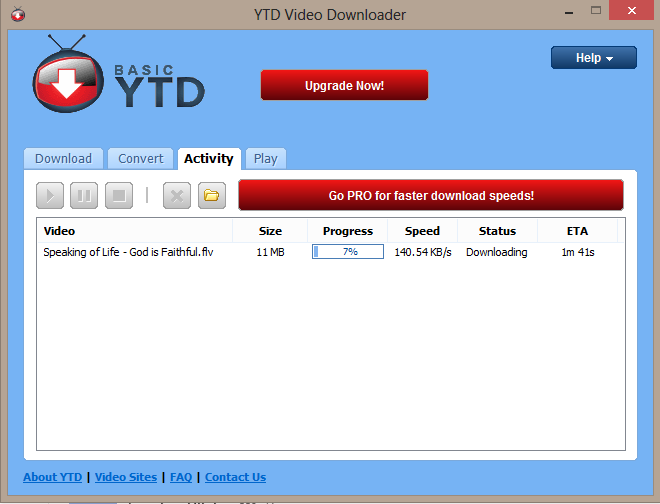 YTD Video Downloader
BASIC
YTD
Upgrade Now!
Help
Download Convert Activity Play
Go PRO for faster download speeds!
Video Size Progress Speed Status ETA
Speaking of Life - God is Faithful.flv 11 MB 7% 140.54 KB/s Downloading 1m 41s
About YTD | Video Sites | FAQ | Contact Us